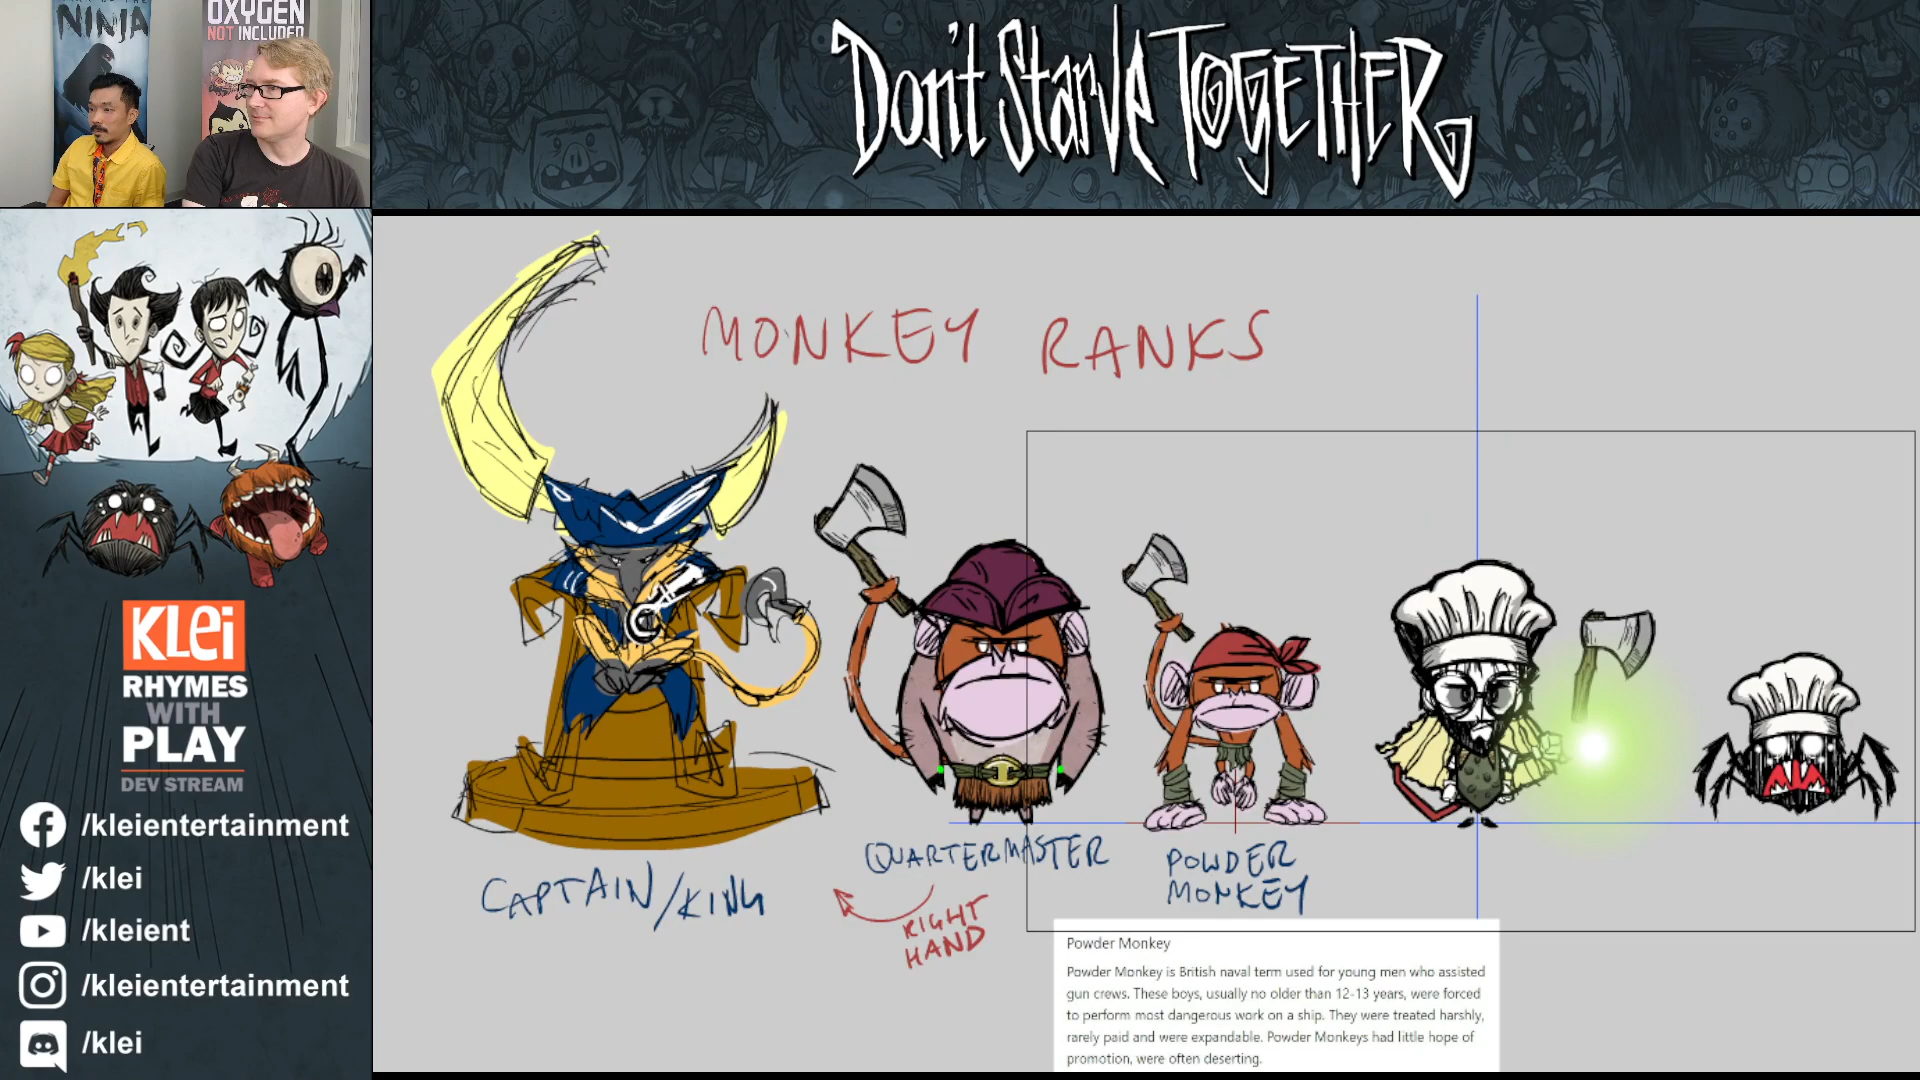 NINJA
OXYGEN
NOT INCLUDED
Don't Starve TOGETHER
MONKEY RANKS
KLei
RHYMES
WITH
PLAY
DEV STREAM
/kleientertainment
/klei
/kleient
/kleientertainment
/klei
CAPTAIN/KING
QUARTERMASTER
RIGHT
HAND
POWDER
MONKEY
Powder Monkey
Powder Monkey is British naval term used for young men who assisted
gun crews. These boys, usually no older than 12-13 years, were forced
to perform most dangerous work on a ship. They were treated harshly,
rarely paid and were expandable. Powder Monkeys had little hope of
promotion, were often deserting.